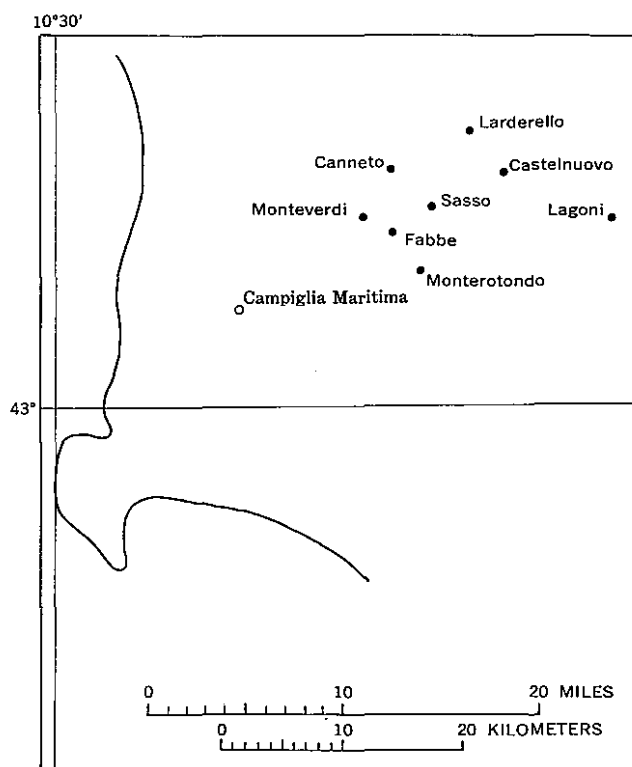 10°30'
Larderello
Canneto
Castelnuovo
Monteverdi
Sasso
Lagoni
Fabbe
Monterotondo
Campiglia Maritima
43°
0 10 20 MILES
0 10 20 KILOMETERS